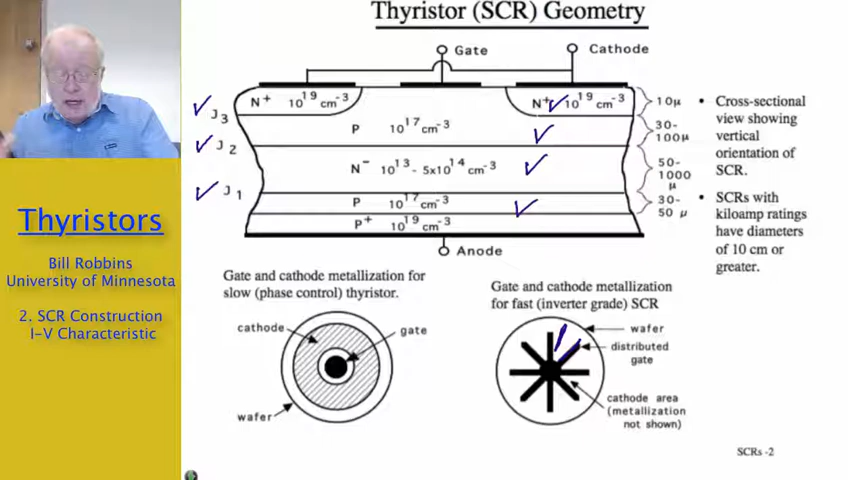 Thyristor (SCR) Geometry
Gate
Cathode
N+ 10^19 cm^-3
N+ 10^19 cm^-3
10μ
J3
P 10^17 cm^-3
30-
100μ
J2
N^- 10^13 - 5x10^14 cm^-3
50-
1000
μ
J1
P 10^17 cm^-3
30-
50 μ
P+ 10^19 cm^-3
Anode
• Cross-sectional
view showing
vertical
orientation of
SCR.
• SCRs with
kiloamp ratings
have diameters
of 10 cm or
greater.
Thyristors
Bill Robbins
University of Minnesota
2. SCR Construction
I-V Characteristic
Gate and cathode metallization for
slow (phase control) thyristor.
cathode
gate
wafer
Gate and cathode metallization
for fast (inverter grade) SCR
wafer
distributed
gate
cathode area
(metallization
not shown)
SCRs -2